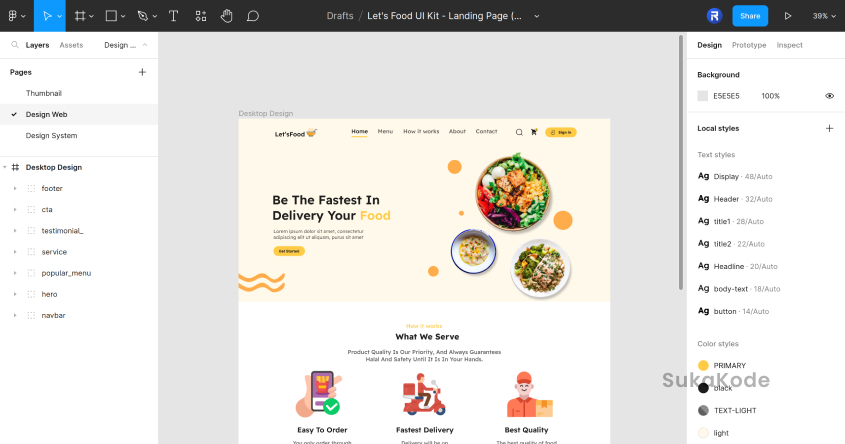 Drafts / Let's Food UI Kit - Landing Page (...
Share
39%
Layers Assets Design ...
Pages
Thumbnail
Design Web
Design System
Desktop Design
footer
cta
testimonial_
service
popular_menu
hero
navbar
Desktop Design
Let'sFood
Home Menu How it works About Contact
Sign In
Be The Fastest In
Delivery Your Food
Lorem ipsum dolor sit amet, consectetur
adipiscing elit ut aliquam, purus sit amet
Get Started
How it works
What We Serve
Product Quality Is Our Priority, And Always Guarantees
Halal And Safety Until It Is In Your Hands.
Easy To Order Fastest Delivery Best Quality
You only order through Delivery will be on The best quality of food
Design Prototype Inspect
Background
E5E5E5 100%
Local styles
Text styles
Ag Display · 48/Auto
Ag Header · 32/Auto
Ag title1 · 28/Auto
Ag title2 · 22/Auto
Ag Headline · 20/Auto
Ag body-text · 18/Auto
Ag button · 14/Auto
Color styles
PRIMARY
SukaKode
black
TEXT-LIGHT
light